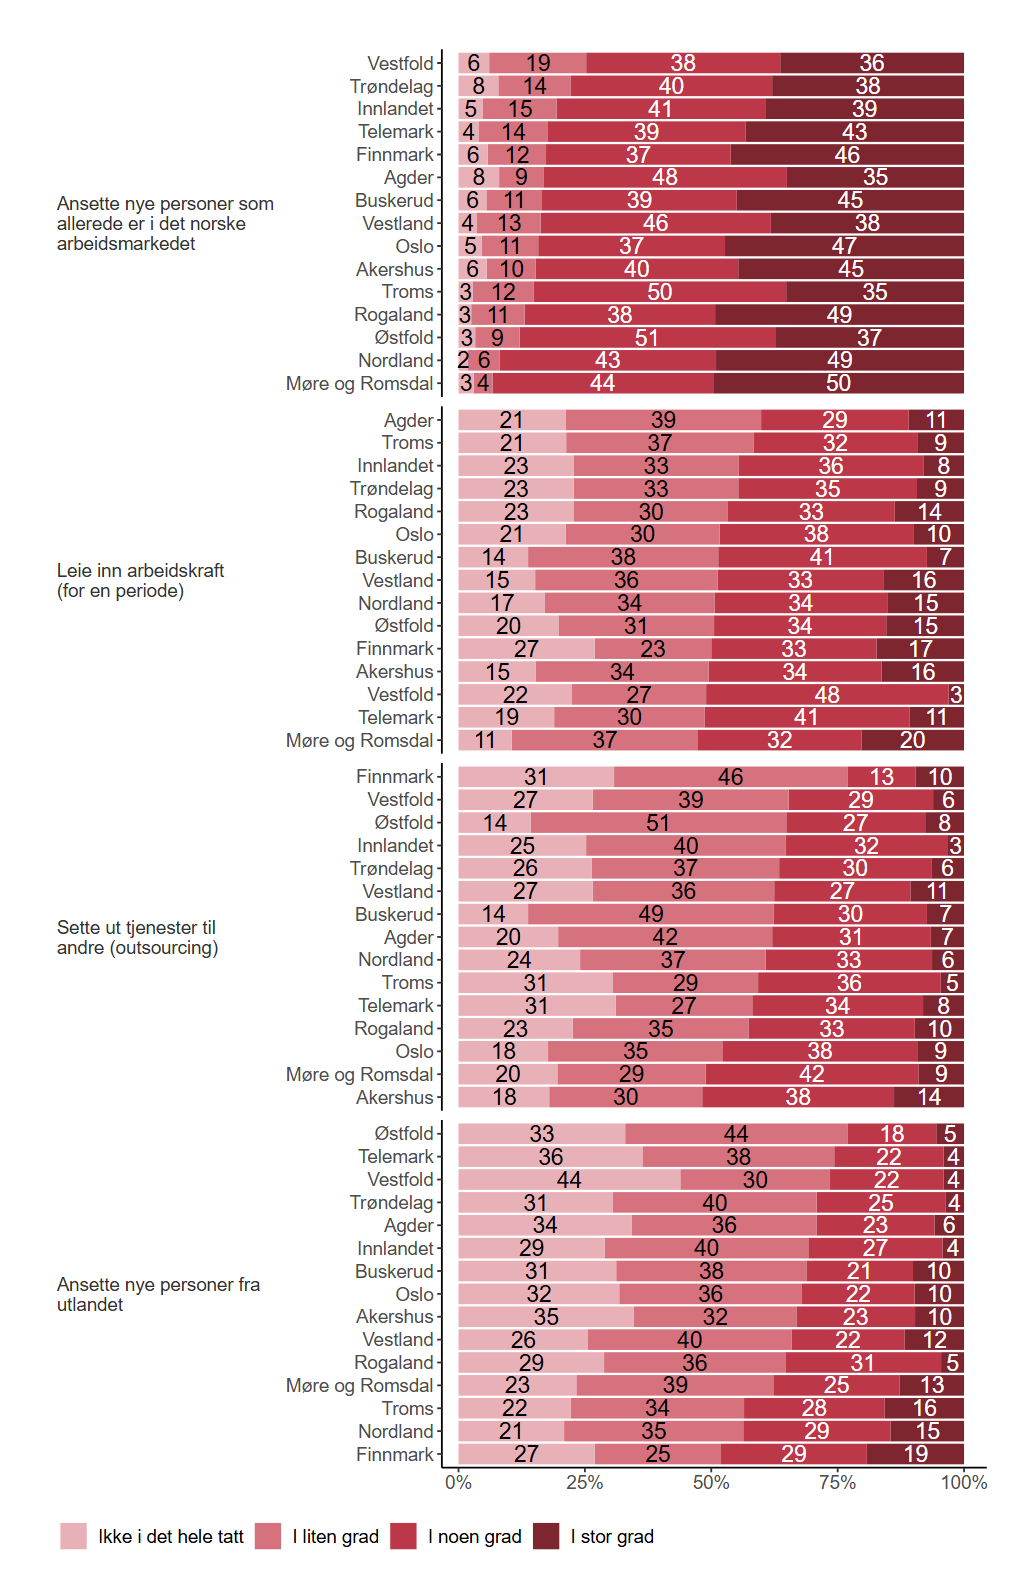 Vestfold 6 19 38 36
Trøndelag 8 14 40 38
Innlandet 5 15 41 39
Telemark 4 14 39 43
Finnmark 6 12 37 46
Agder 8 9 48 35
Ansette nye personer som
allerede er i det norske
arbeidsmarkedet
Buskerud 6 11 39 45
Vestland 4 13 46 38
Oslo 5 11 37 47
Akershus 6 10 40 45
Troms 3 12 50 35
Rogaland 3 11 38 49
Østfold 3 9 51 37
Nordland 2 6 43 49
Møre og Romsdal 3 4 44 50
Agder 21 39 29 11
Troms 21 37 32 9
Innlandet 23 33 36 8
Trøndelag 23 33 35 9
Rogaland 23 30 33 14
Oslo 21 30 38 10
Buskerud 14 38 41 7
Leie inn arbeidskraft
(for en periode)
Vestland 15 36 33 16
Nordland 17 34 34 15
Østfold 20 31 34 15
Finnmark 27 23 33 17
Akershus 15 34 34 16
Vestfold 22 27 48 3
Telemark 19 30 41 11
Møre og Romsdal 11 37 32 20
Finnmark 31 46 13 10
Vestfold 27 39 29 6
Østfold 14 51 27 8
Innlandet 25 40 32 3
Trøndelag 26 37 30 6
Vestland 27 36 27 11
Buskerud 14 49 30 7
Sette ut tjenester til
andre (outsourcing)
Agder 20 42 31 7
Nordland 24 37 33 6
Troms 31 29 36 5
Telemark 31 27 34 8
Rogaland 23 35 33 10
Oslo 18 35 38 9
Møre og Romsdal 20 29 42 9
Akershus 18 30 38 14
Østfold 33 44 18 5
Telemark 36 38 22 4
Vestfold 44 30 22 4
Trøndelag 31 40 25 4
Agder 34 36 23 6
Innlandet 29 40 27 4
Buskerud 31 38 21 10
Ansette nye personer fra
utlandet
Oslo 32 36 22 10
Akershus 35 32 23 10
Vestland 26 40 22 12
Rogaland 29 36 31 5
Møre og Romsdal 23 39 25 13
Troms 22 34 28 16
Nordland 21 35 29 15
Finnmark 27 25 29 19
0% 25% 50% 75% 100%
Ikke i det hele tatt I liten grad I noen grad I stor grad